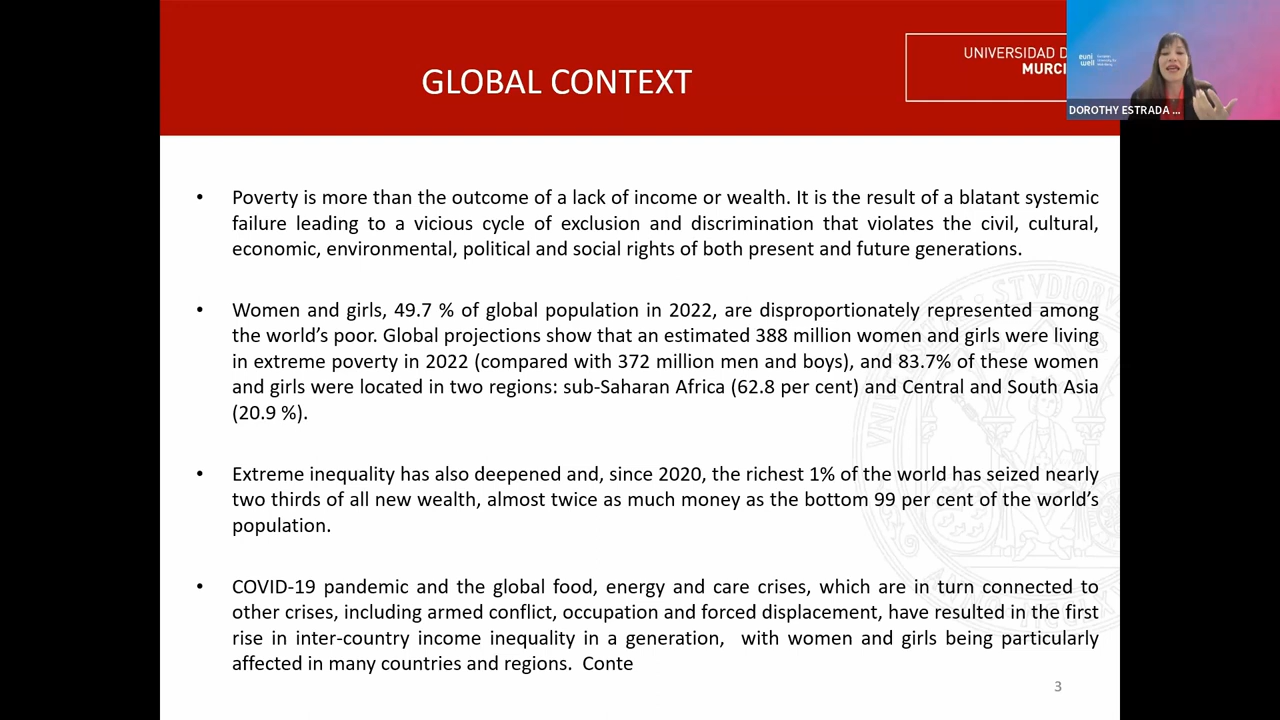 GLOBAL CONTEXT
UNIVERSIDAD D
MURCI
euni
well
DOROTHY ESTRADA ...
• Poverty is more than the outcome of a lack of income or wealth. It is the result of a blatant systemic
failure leading to a vicious cycle of exclusion and discrimination that violates the civil, cultural,
economic, environmental, political and social rights of both present and future generations.
• Women and girls, 49.7 % of global population in 2022, are disproportionately represented among
the world's poor. Global projections show that an estimated 388 million women and girls were living
in extreme poverty in 2022 (compared with 372 million men and boys), and 83.7% of these women
and girls were located in two regions: sub-Saharan Africa (62.8 per cent) and Central and South Asia
(20.9 %).
• Extreme inequality has also deepened and, since 2020, the richest 1% of the world has seized nearly
two thirds of all new wealth, almost twice as much money as the bottom 99 per cent of the world's
population.
• COVID-19 pandemic and the global food, energy and care crises, which are in turn connected to
other crises, including armed conflict, occupation and forced displacement, have resulted in the first
rise in inter-country income inequality in a generation, with women and girls being particularly
affected in many countries and regions. Conte
3